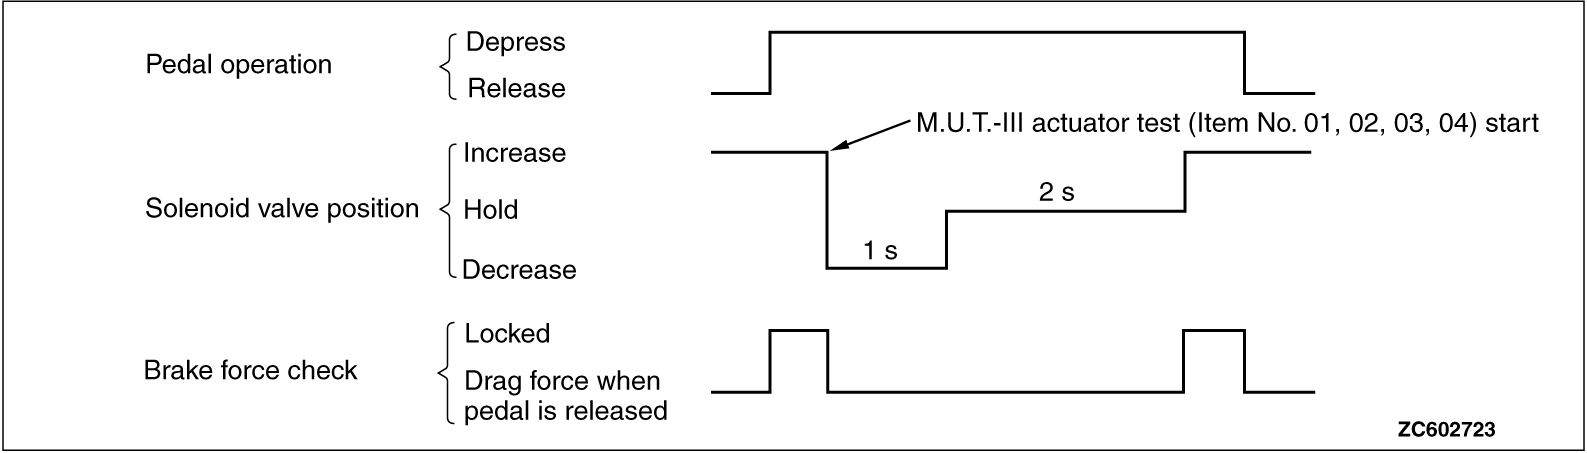 Pedal operation
Depress
Release
M.U.T.-III actuator test (Item No. 01, 02, 03, 04) start
Solenoid valve position
Increase
Hold
Decrease
2 s
1 s
Brake force check
Locked
Drag force when
pedal is released
ZC602723